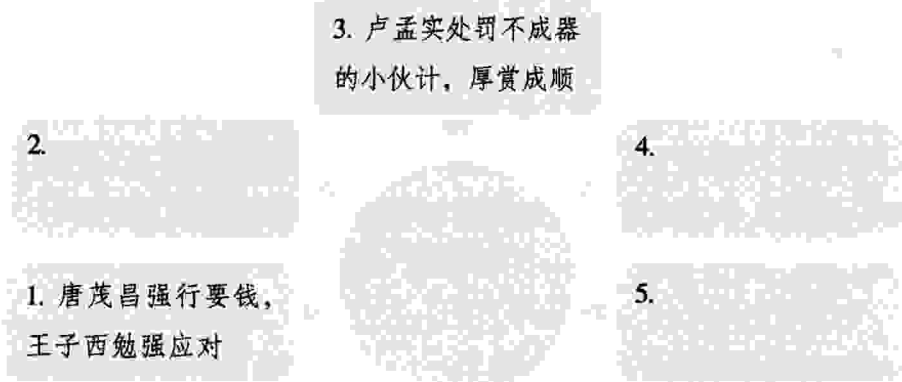 3. 卢孟实处罚不成器
的小伙计，厚赏成顺
2.
4.
1. 唐茂昌强行要钱，
王子西勉强应对
5.